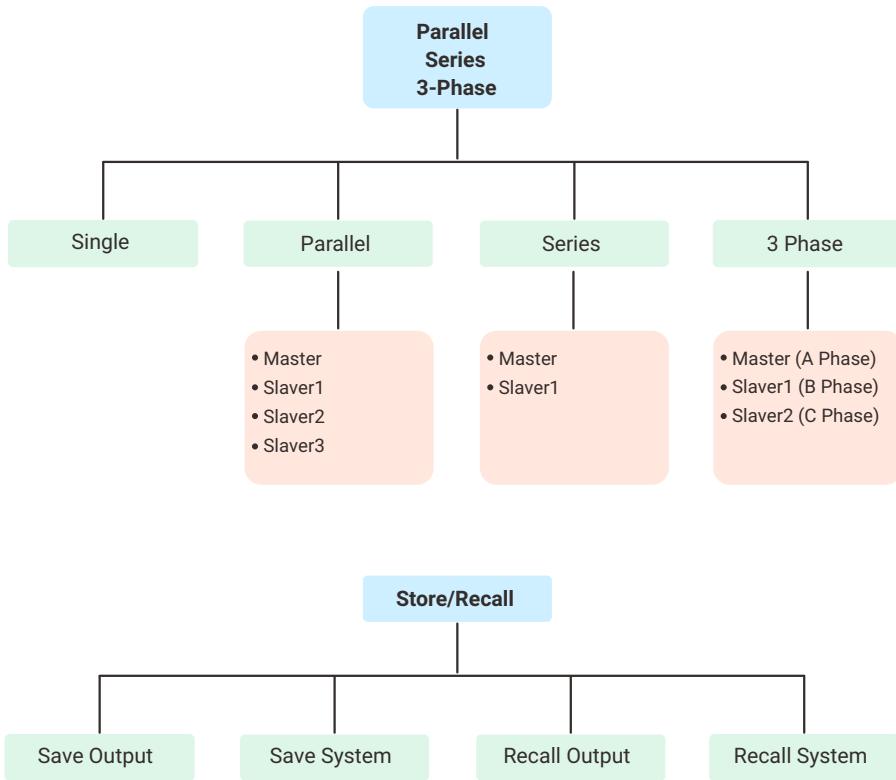 Parallel
Series
3-Phase
Single
Parallel
Series
3 Phase
• Master
• Slaver1
• Slaver2
• Slaver3
• Master
• Slaver1
• Master (A Phase)
• Slaver1 (B Phase)
• Slaver2 (C Phase)
Store/Recall
Save Output
Save System
Recall Output
Recall System